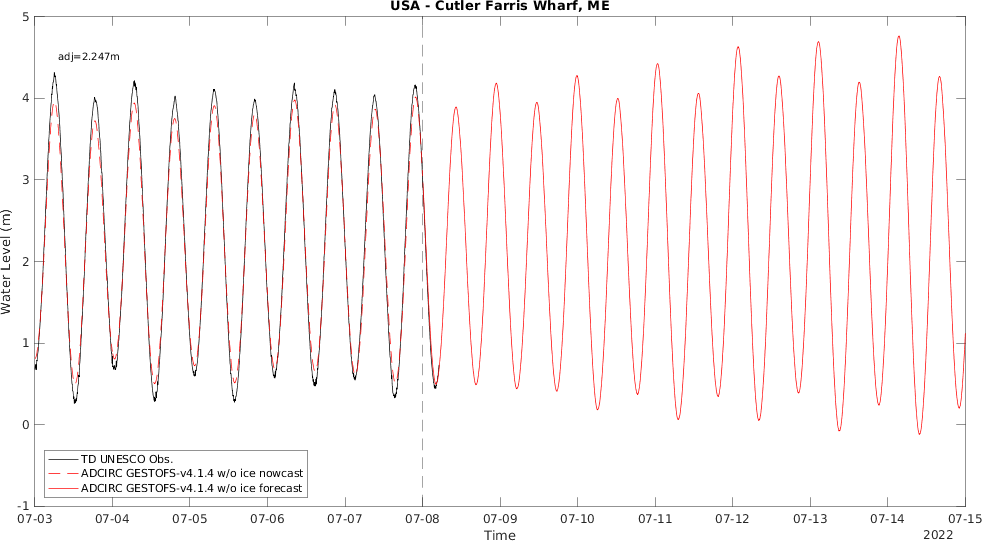 USA - Cutler Farris Wharf, ME
adj=2.247m
5
4
3
2
1
0
-1
Water Level (m)
TD UNESCO Obs.
ADCIRC GESTOFS-v4.1.4 w/o ice nowcast
ADCIRC GESTOFS-v4.1.4 w/o ice forecast
07-03 07-04 07-05 07-06 07-07 07-08 07-09 07-10 07-11 07-12 07-13 07-14 07-15
Time
2022